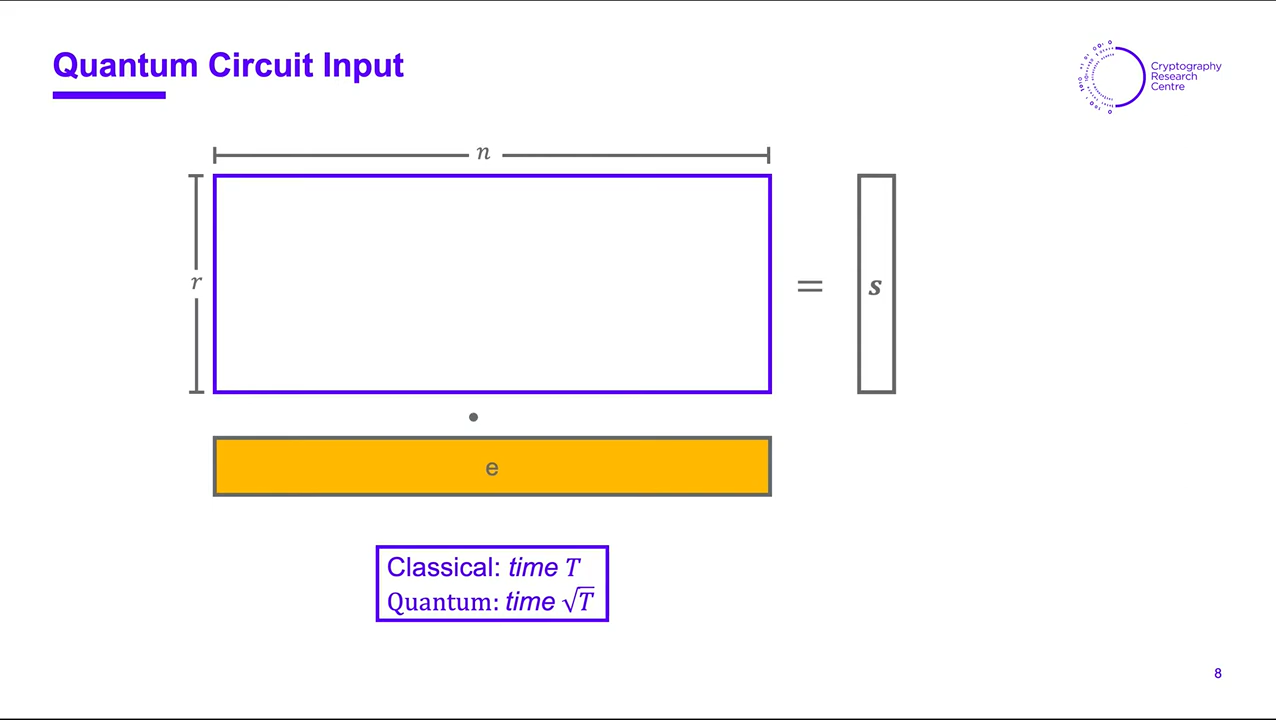 Quantum Circuit Input
Cryptography
Research
Centre
n
r
=
s
•
e
Classical: time T
Quantum: time √T
8